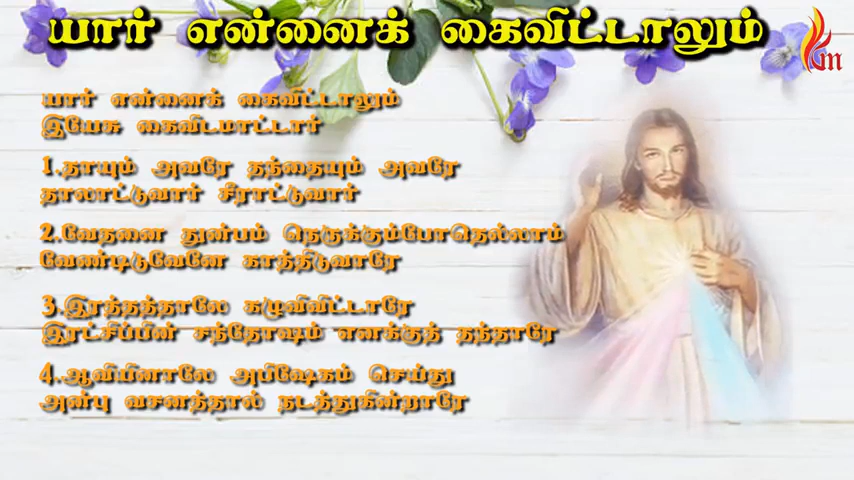 யார் என்னைக் கைவிட்டாலும்
யார் என்னைக் கைவிட்டாலும்
இயேசு கைவிடமாட்டார்
1.தாயும் அவரே தந்தையும் அவரே
தாலாட்டுவார் சீராட்டுவார்
2.வேதனை துன்பம் நெருக்கும்போதெல்லாம்
வேண்டிடுவேனே காத்திடுவாரே
3.இரத்தத்தாலே கழுவிவிட்டாரே
இரட்சிப்பின் சந்தோஷம் எனக்குத் தந்தாரே
4.ஆவியினாலே அபிஷேகம் செய்து
அன்பு வசனத்தால் நடத்துகின்றாரே